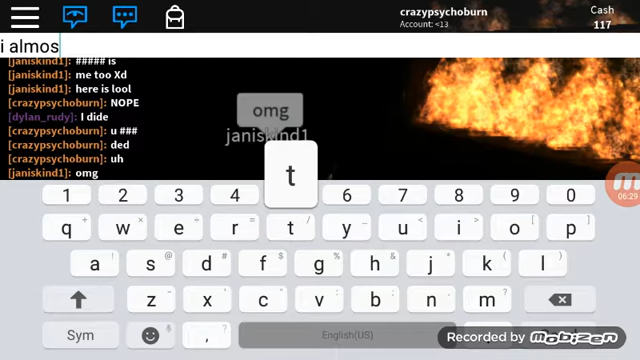 crazypsychoburn
Account: <13
Cash
117
i almos
[janiskind1]: ##### is
[janiskind1]: me too Xd
[janiskind1]: here is lool
[crazypsychoburn]: NOPE
[dylan_rudy]: I dide
[crazypsychoburn]: u ###
[crazypsychoburn]: ded
[crazypsychoburn]: uh
[janiskind1]: omg
omg
janiskind1
t
1 2 3 4 6 7 8 9 0
q + w × e ÷ r = t / y _ u < i > o [ p ]
a ! s @ d # f $ g % h & j * k ( l )
z - x ' c " v : b ; n , m ?
Sym , ? English(US)
06:29
Recorded by mobizen